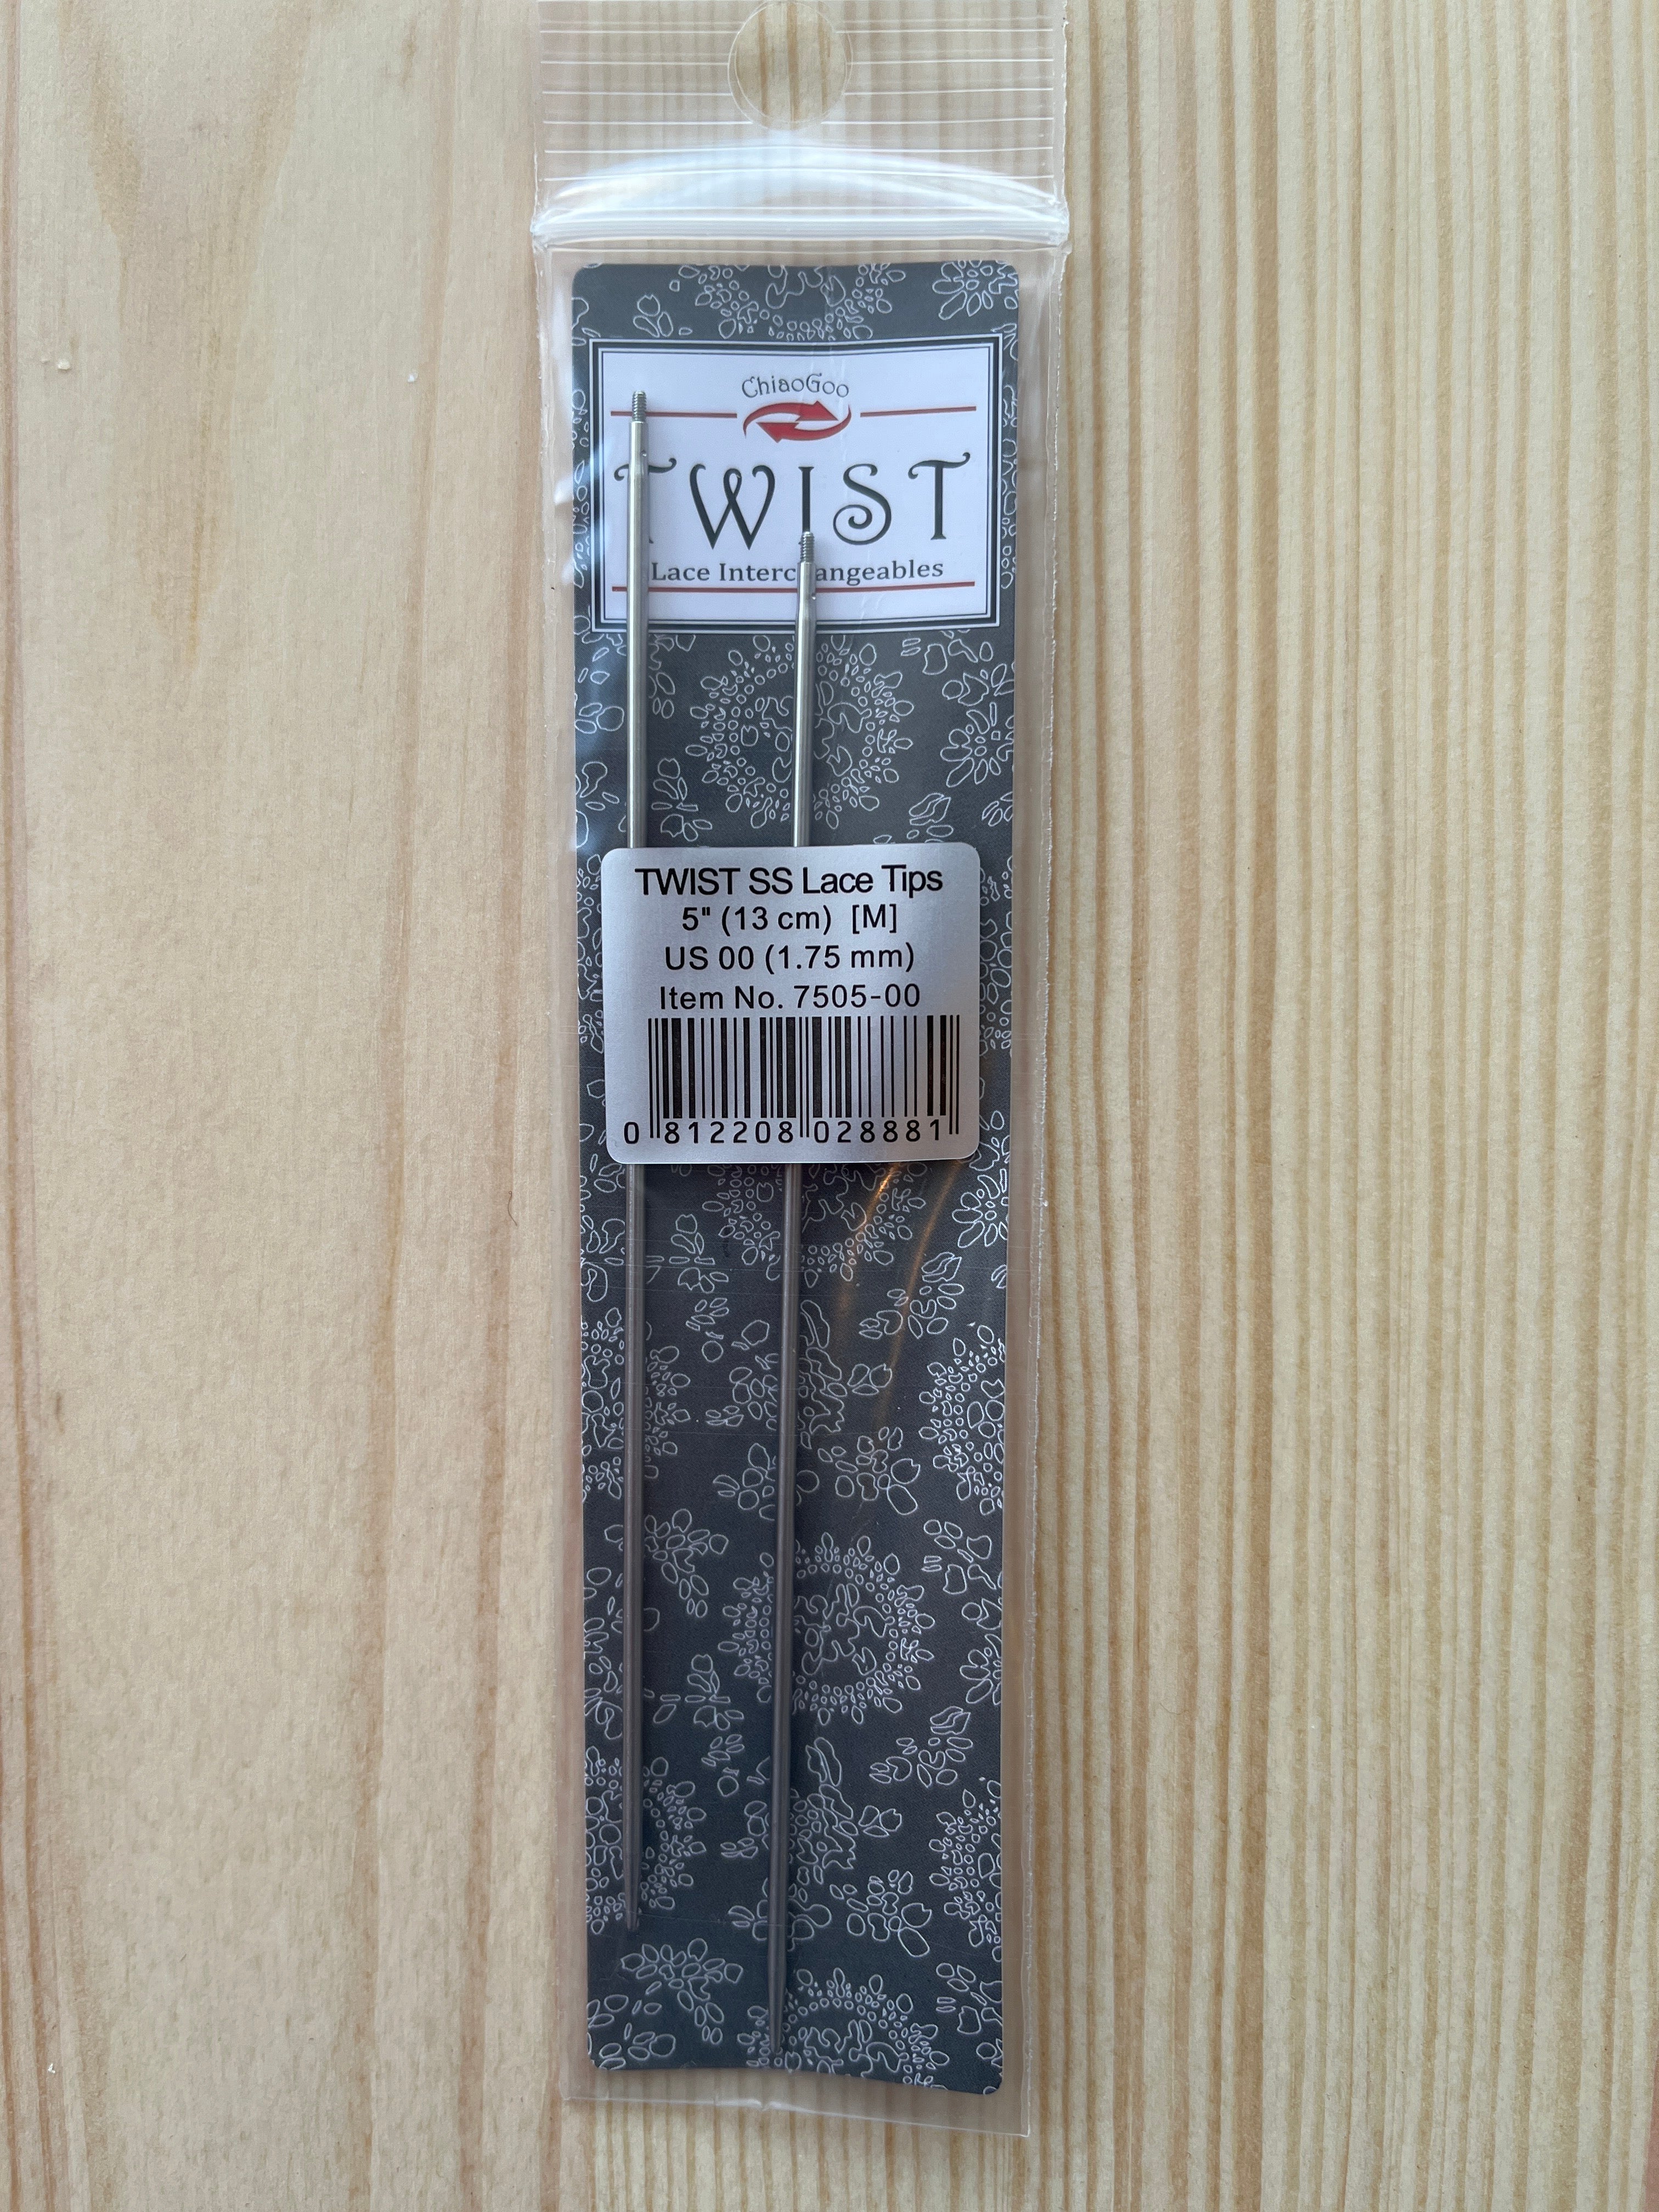 ChiaoGoo
TWIST
Lace Interchangeables
TWIST SS Lace Tips
5" (13 cm) [M]
US 00 (1.75 mm)
Item No. 7505-00
0 812208 028881